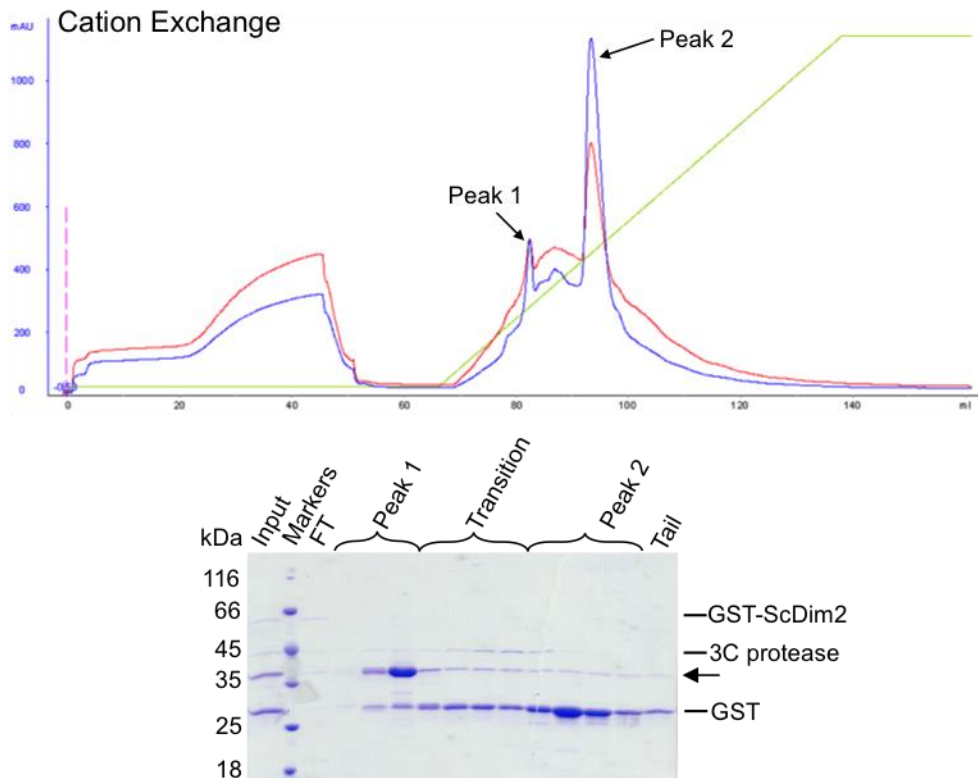 mAU
Cation Exchange
Peak 2
1000
800
Peak 1
600
400
200
0
0
20
40
60
80
100
120
140
ml
Input
Markers
FT
Peak 1
Transition
Peak 2
Tail
kDa
116
66
GST-ScDim2
45
3C protease
35
GST
25
18